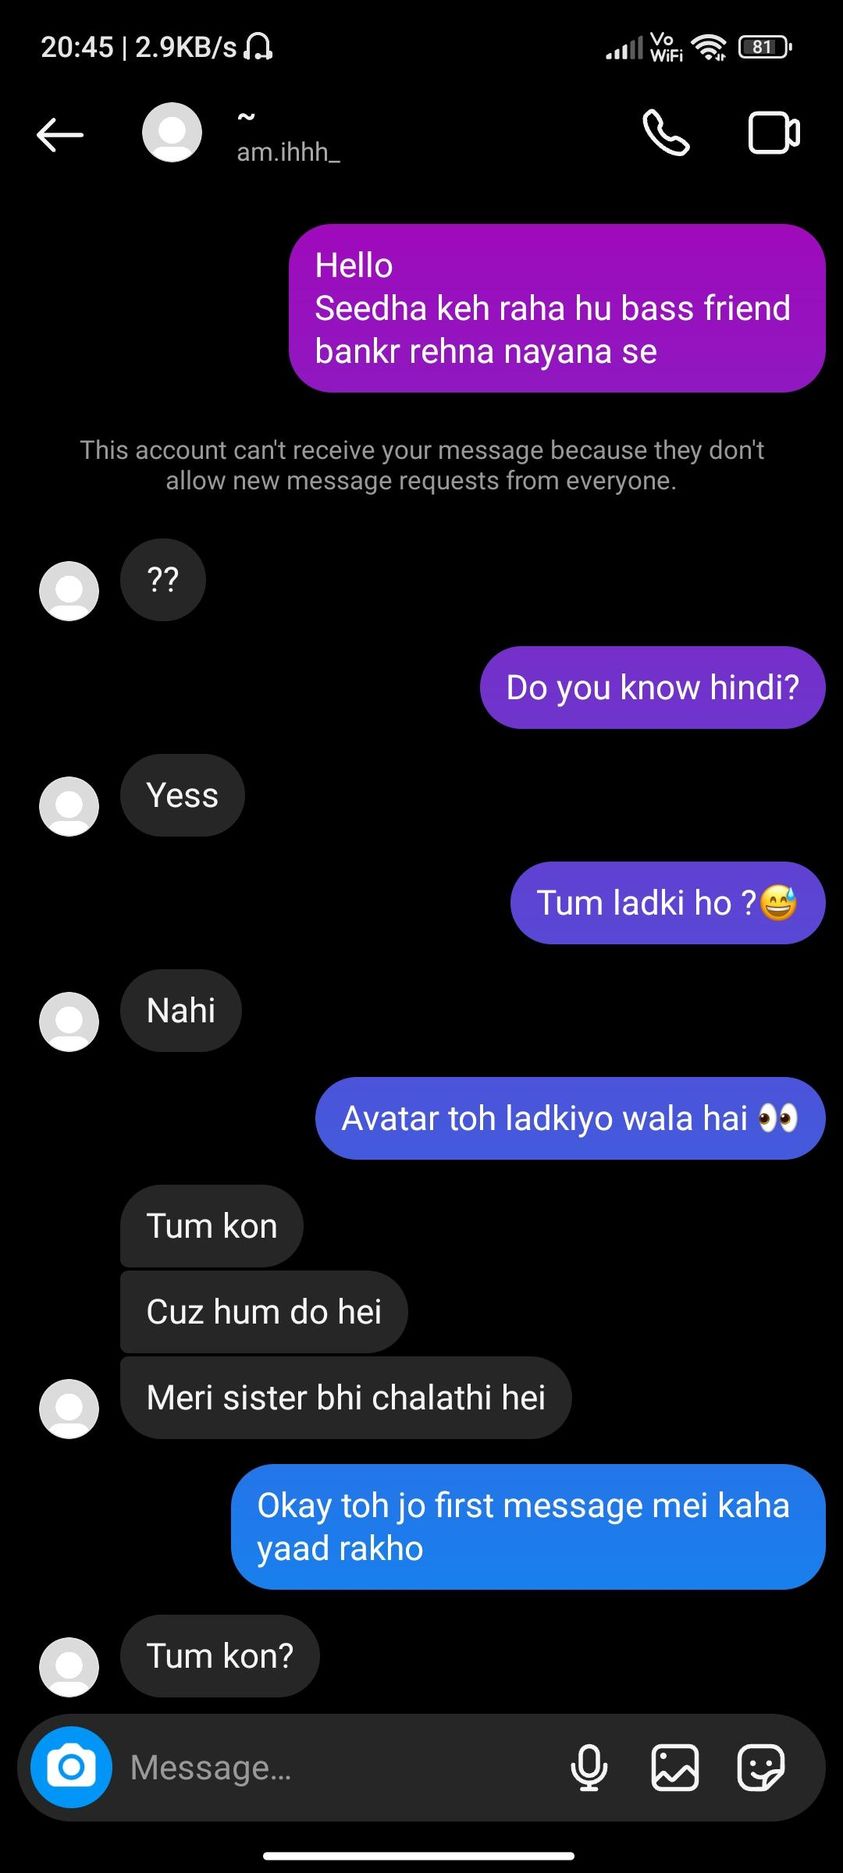 20:45 | 2.9KB/s
Vo
WiFi
81
~
am.ihhh_
Hello
Seedha keh raha hu bass friend
bankr rehna nayana se
This account can't receive your message because they don't
allow new message requests from everyone.
??
Do you know hindi?
Yess
Tum ladki ho ?😅
Nahi
Avatar toh ladkiyo wala hai 👀
Tum kon
Cuz hum do hei
Meri sister bhi chalathi hei
Okay toh jo first message mei kaha
yaad rakho
Tum kon?
Message...